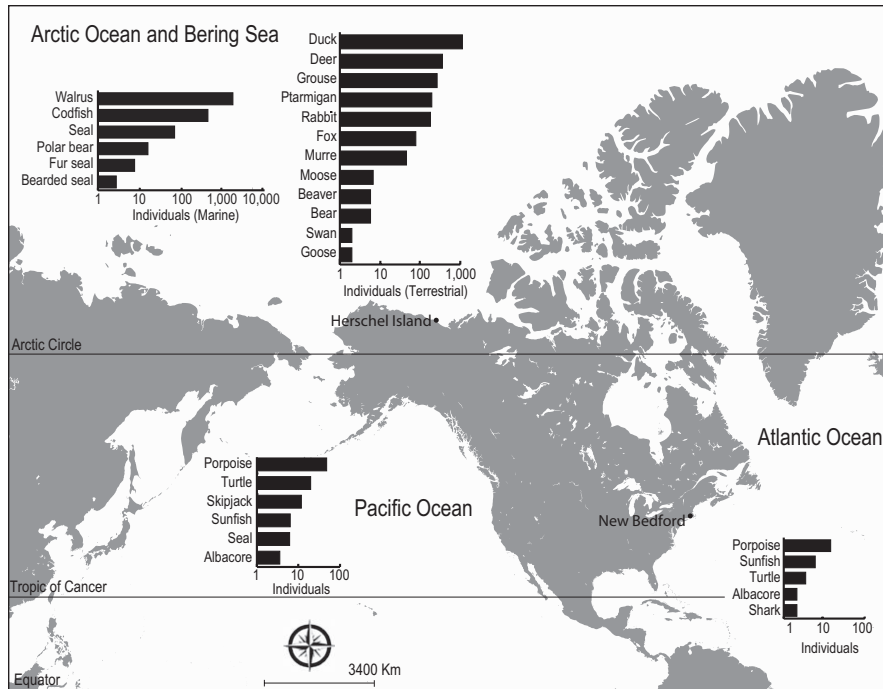 Arctic Ocean and Bering Sea
Walrus
Codfish
Seal
Polar bear
Fur seal
Bearded seal
1 10 100 1,000 10,000
Individuals (Marine)
Duck
Deer
Grouse
Ptarmigan
Rabbit
Fox
Murre
Moose
Beaver
Bear
Swan
Goose
1 10 100 1,000
Individuals (Terrestrial)
Herschel Island
Arctic Circle
Atlantic Ocean
Porpoise
Turtle
Skipjack
Sunfish
Seal
Albacore
1 10 100
Individuals
Pacific Ocean
New Bedford
Porpoise
Sunfish
Turtle
Albacore
Shark
1 10 100
Individuals
Tropic of Cancer
3400 Km
Equator